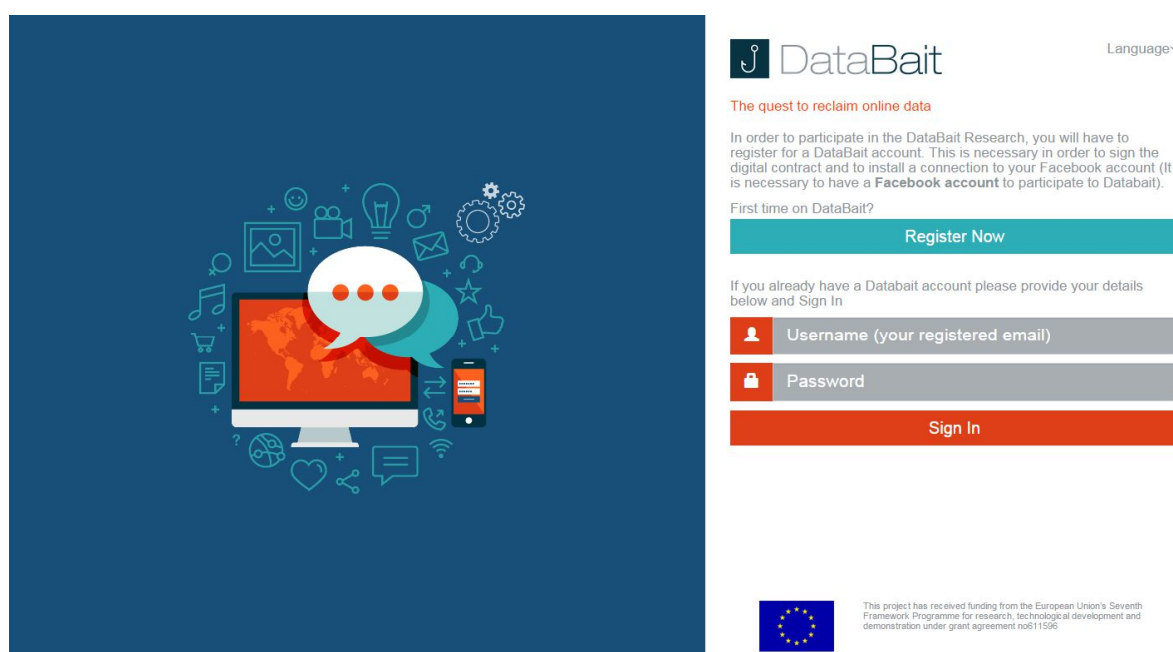 DataBait
Language
The quest to reclaim online data
In order to participate in the DataBait Research, you will have to
register for a DataBait account. This is necessary in order to sign the
digital contract and to install a connection to your Facebook account (It
is necessary to have a Facebook account to participate to Databait).
First time on DataBait?
Register Now
If you already have a Databait account please provide your details
below and Sign In
Username (your registered email)
Password
Sign In
This project has received funding from the European Union's Seventh
Framework Programme for research, technological development and
demonstration under grant agreement no611596